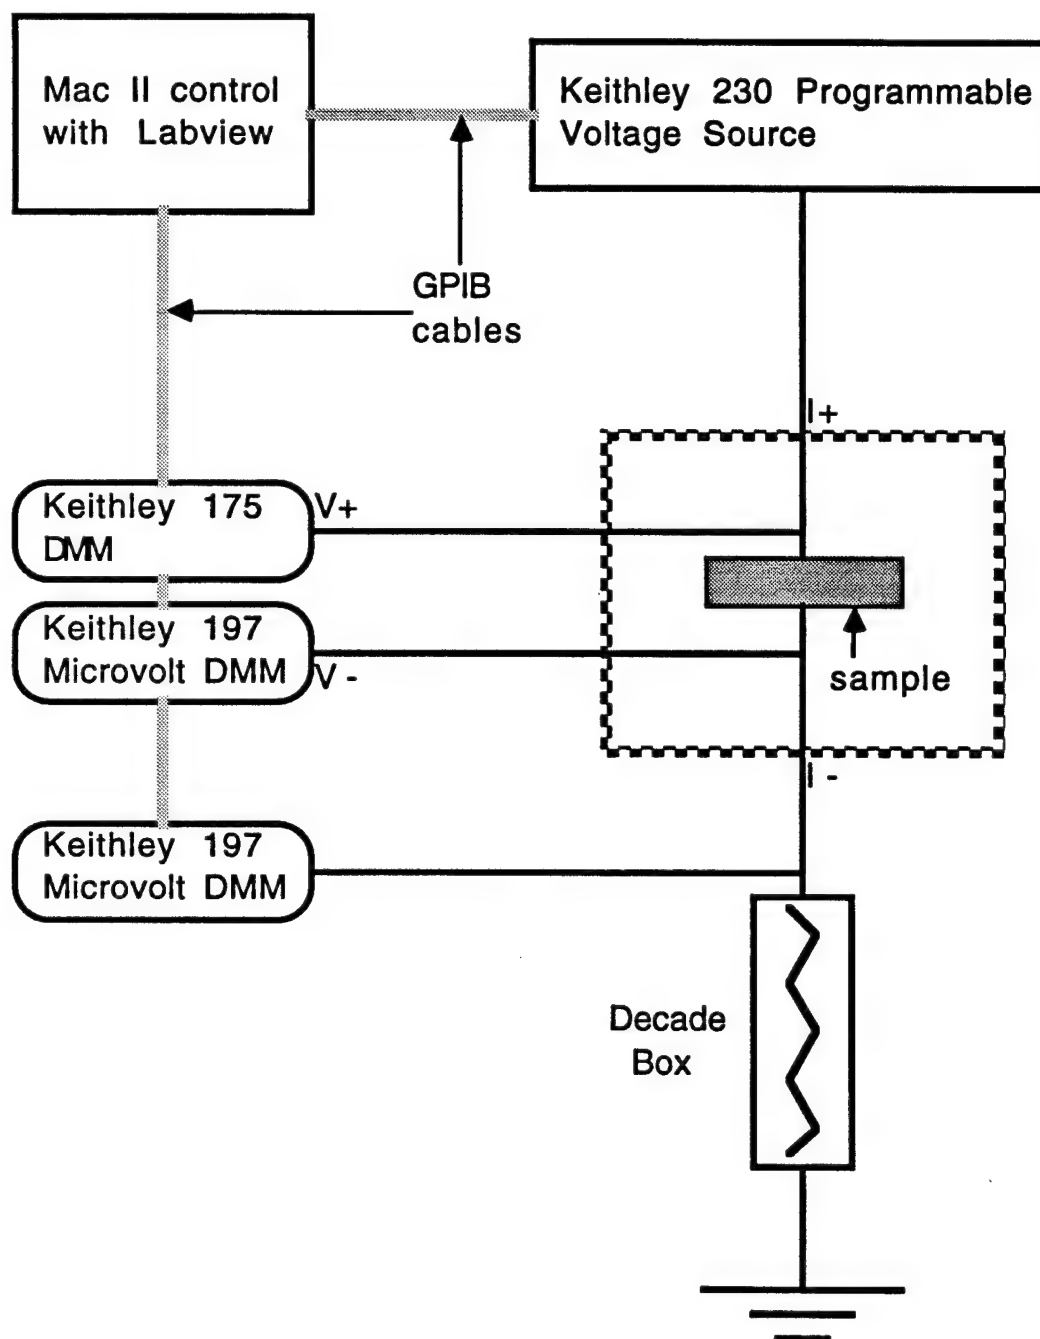 Mac II control
with Labview
Keithley 230 Programmable
Voltage Source
GPIB
cables
I+
Keithley 175
DMM
V+
Keithley 197
Microvolt DMM
V -
sample
I -
Keithley 197
Microvolt DMM
Decade
Box